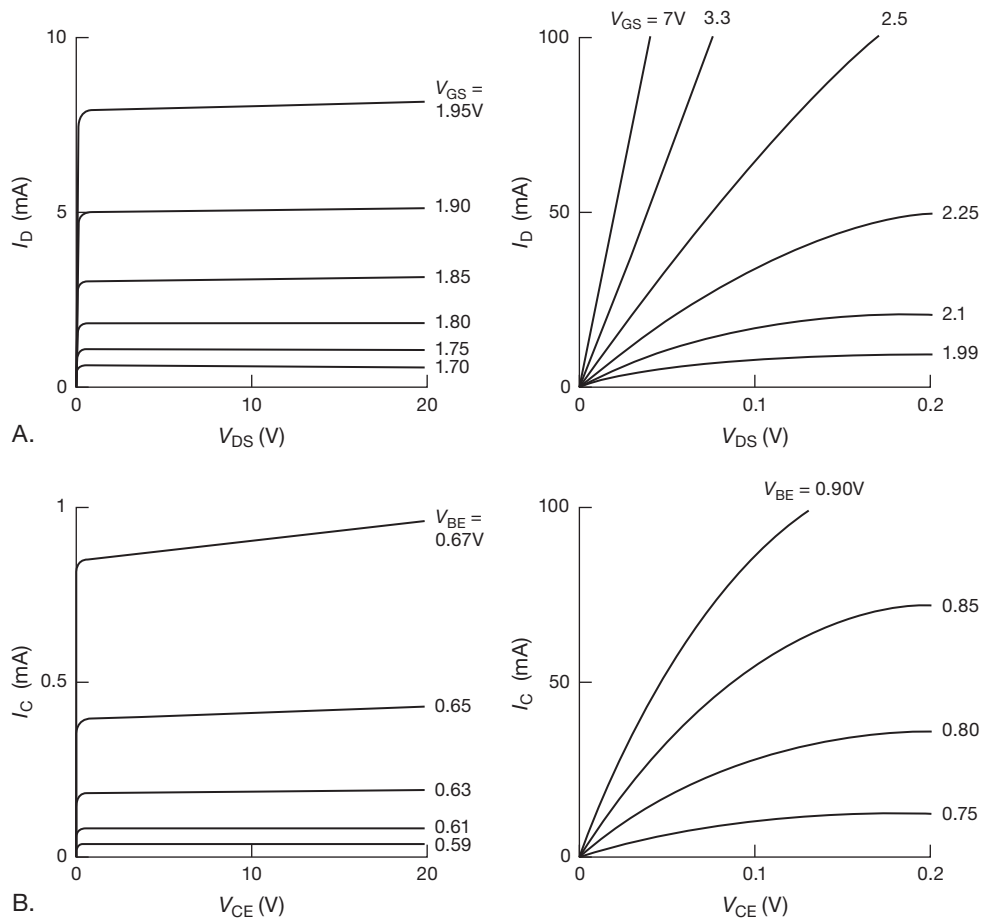 10
5
0
I_D (mA)
V_GS =
1.95V
1.90
1.85
1.80
1.75
1.70
0
10
20
V_DS (V)
A.
V_GS = 7V
3.3
2.5
100
50
0
I_D (mA)
2.25
2.1
1.99
0
0.1
0.2
V_DS (V)
1
0.5
0
I_C (mA)
V_BE =
0.67V
0.65
0.63
0.61
0.59
0
10
20
V_CE (V)
B.
V_BE = 0.90V
100
50
0
I_C (mA)
0.85
0.80
0.75
0
0.1
0.2
V_CE (V)